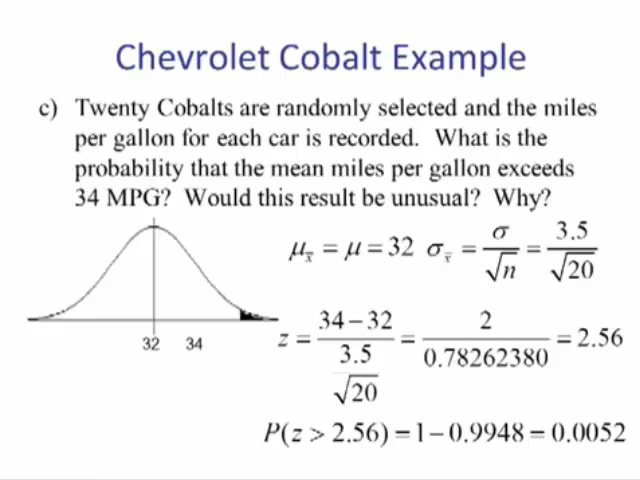 Chevrolet Cobalt Example
c) Twenty Cobalts are randomly selected and the miles
per gallon for each car is recorded. What is the
probability that the mean miles per gallon exceeds
34 MPG? Would this result be unusual? Why?
μ_x̄ = μ = 32 σ_x̄ = σ/√n = 3.5/√20
z = (34 − 32)/(3.5/√20) = 2/0.78262380 = 2.56
32 34
P(z > 2.56) = 1 − 0.9948 = 0.0052